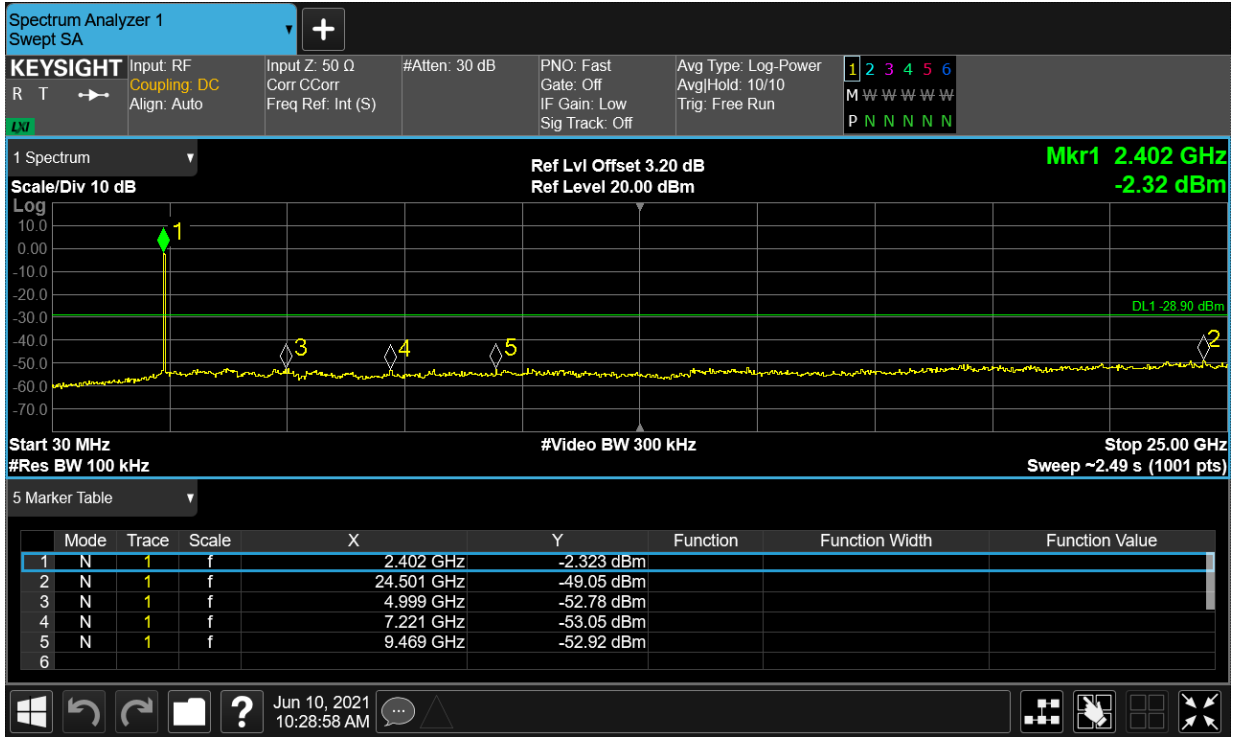 Spectrum Analyzer 1
Swept SA
KEYSIGHT
R T
LXI
Input: RF
Coupling: DC
Align: Auto
Input Z: 50 Ω
Corr CCorr
Freq Ref: Int (S)
#Atten: 30 dB
PNO: Fast
Gate: Off
IF Gain: Low
Sig Track: Off
Avg Type: Log-Power
Avg|Hold: 10/10
Trig: Free Run
1 2 3 4 5 6
M W W W W W
P N N N N N
1 Spectrum
Scale/Div 10 dB
Ref Lvl Offset 3.20 dB
Ref Level 20.00 dBm
Mkr1 2.402 GHz
-2.32 dBm
Log
10.0
0.00
-10.0
-20.0
-30.0
-40.0
-50.0
-60.0
-70.0
1
3
4
5
2
DL1 -28.90 dBm
Start 30 MHz
#Res BW 100 kHz
#Video BW 300 kHz
Stop 25.00 GHz
Sweep ~2.49 s (1001 pts)
5 Marker Table
Mode Trace Scale X Y Function Function Width Function Value
1 N 1 f 2.402 GHz -2.323 dBm
2 N 1 f 24.501 GHz -49.05 dBm
3 N 1 f 4.999 GHz -52.78 dBm
4 N 1 f 7.221 GHz -53.05 dBm
5 N 1 f 9.469 GHz -52.92 dBm
6
?
Jun 10, 2021
10:28:58 AM